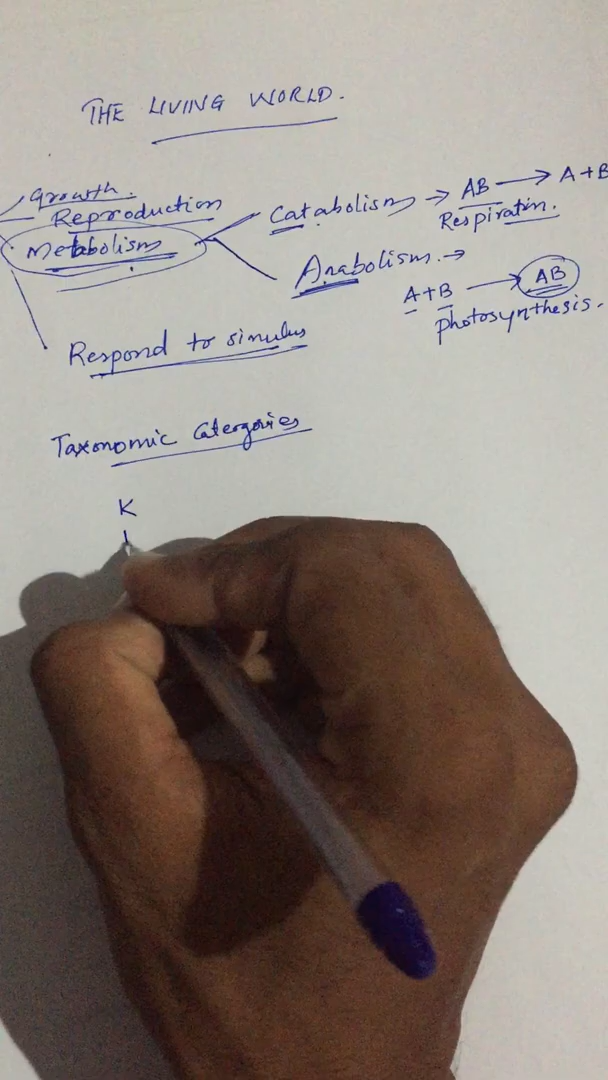 THE LIVING WORLD.
Growth.
Reproduction
Metabolism
Catabolism → AB → A+B
Respiratin.
Anabolism. →
A+B → AB
photosynthesis.
Respond to simulus
Taxonomic Catergories
K